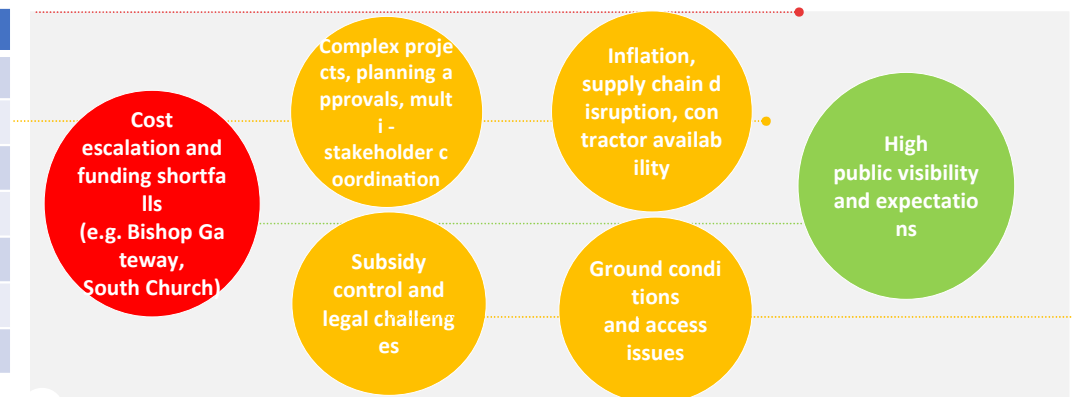 Cost
escalation and
funding shortfa
lls
(e.g. Bishop Ga
teway,
South Church)
Complex proje
cts, planning a
pprovals, mult
i -
stakeholder c
oordination
Subsidy
control and
legal challeng
es
Inflation,
supply chain d
isruption, con
tractor availab
ility
Ground condi
tions
and access
issues
High
public visibility
and expectatio
ns